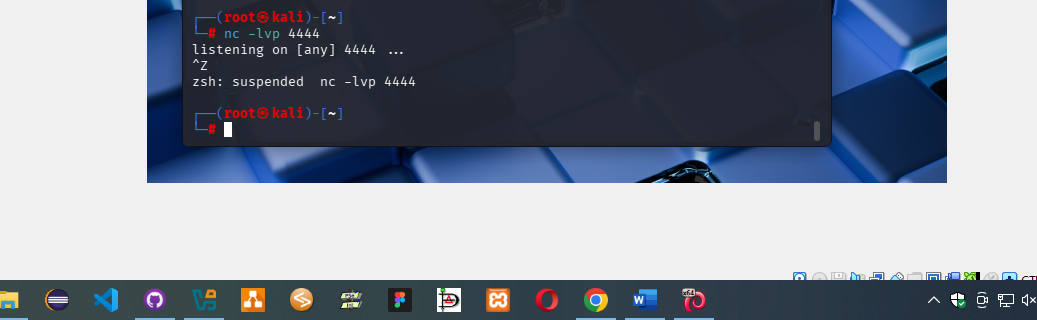 ┌──(root㉿kali)-[~]
└─# nc -lvp 4444
listening on [any] 4444 ...
^Z
zsh: suspended  nc -lvp 4444
┌──(root㉿kali)-[~]
└─#